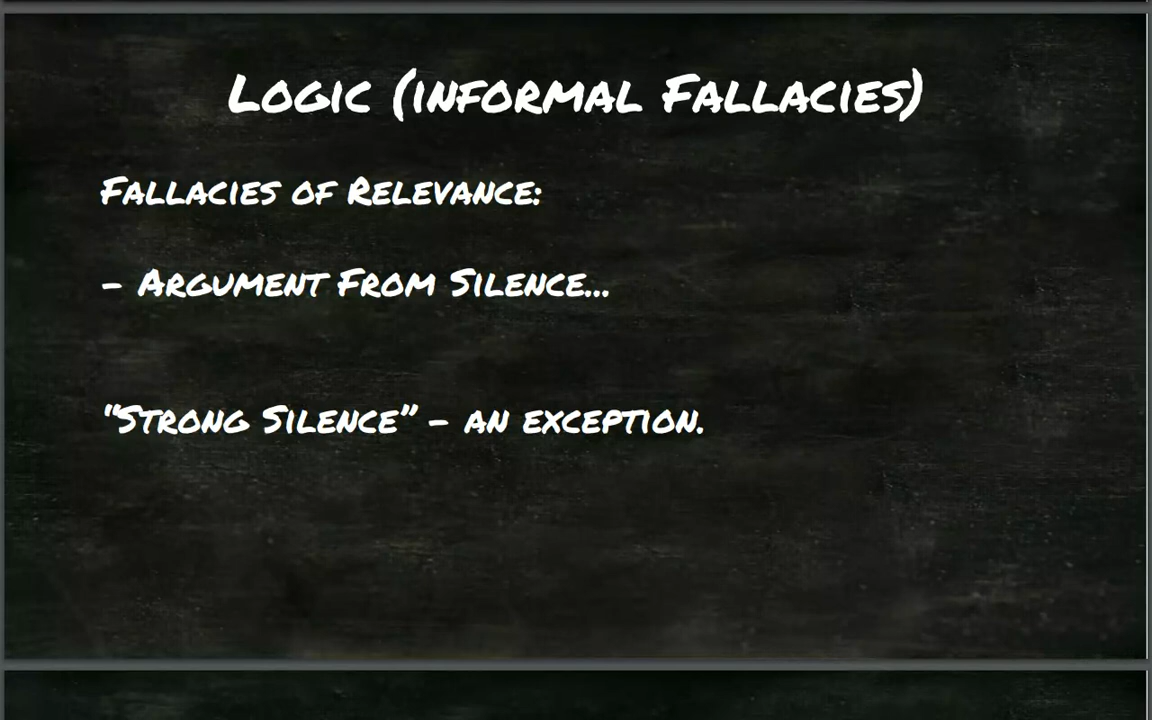 Logic (informal Fallacies)
Fallacies of Relevance:
- Argument From Silence...
"Strong Silence" - an exception.